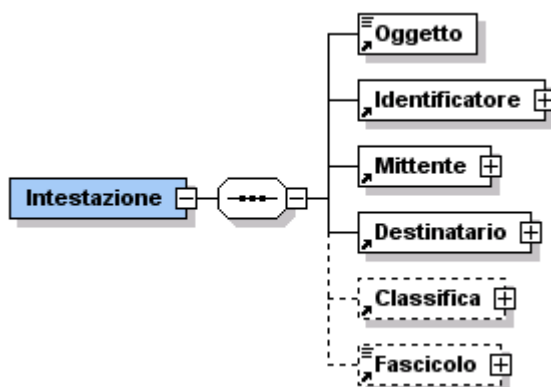 Oggetto
Identificatore
Mittente
Intestazione
Destinatario
Classifica
Fascicolo